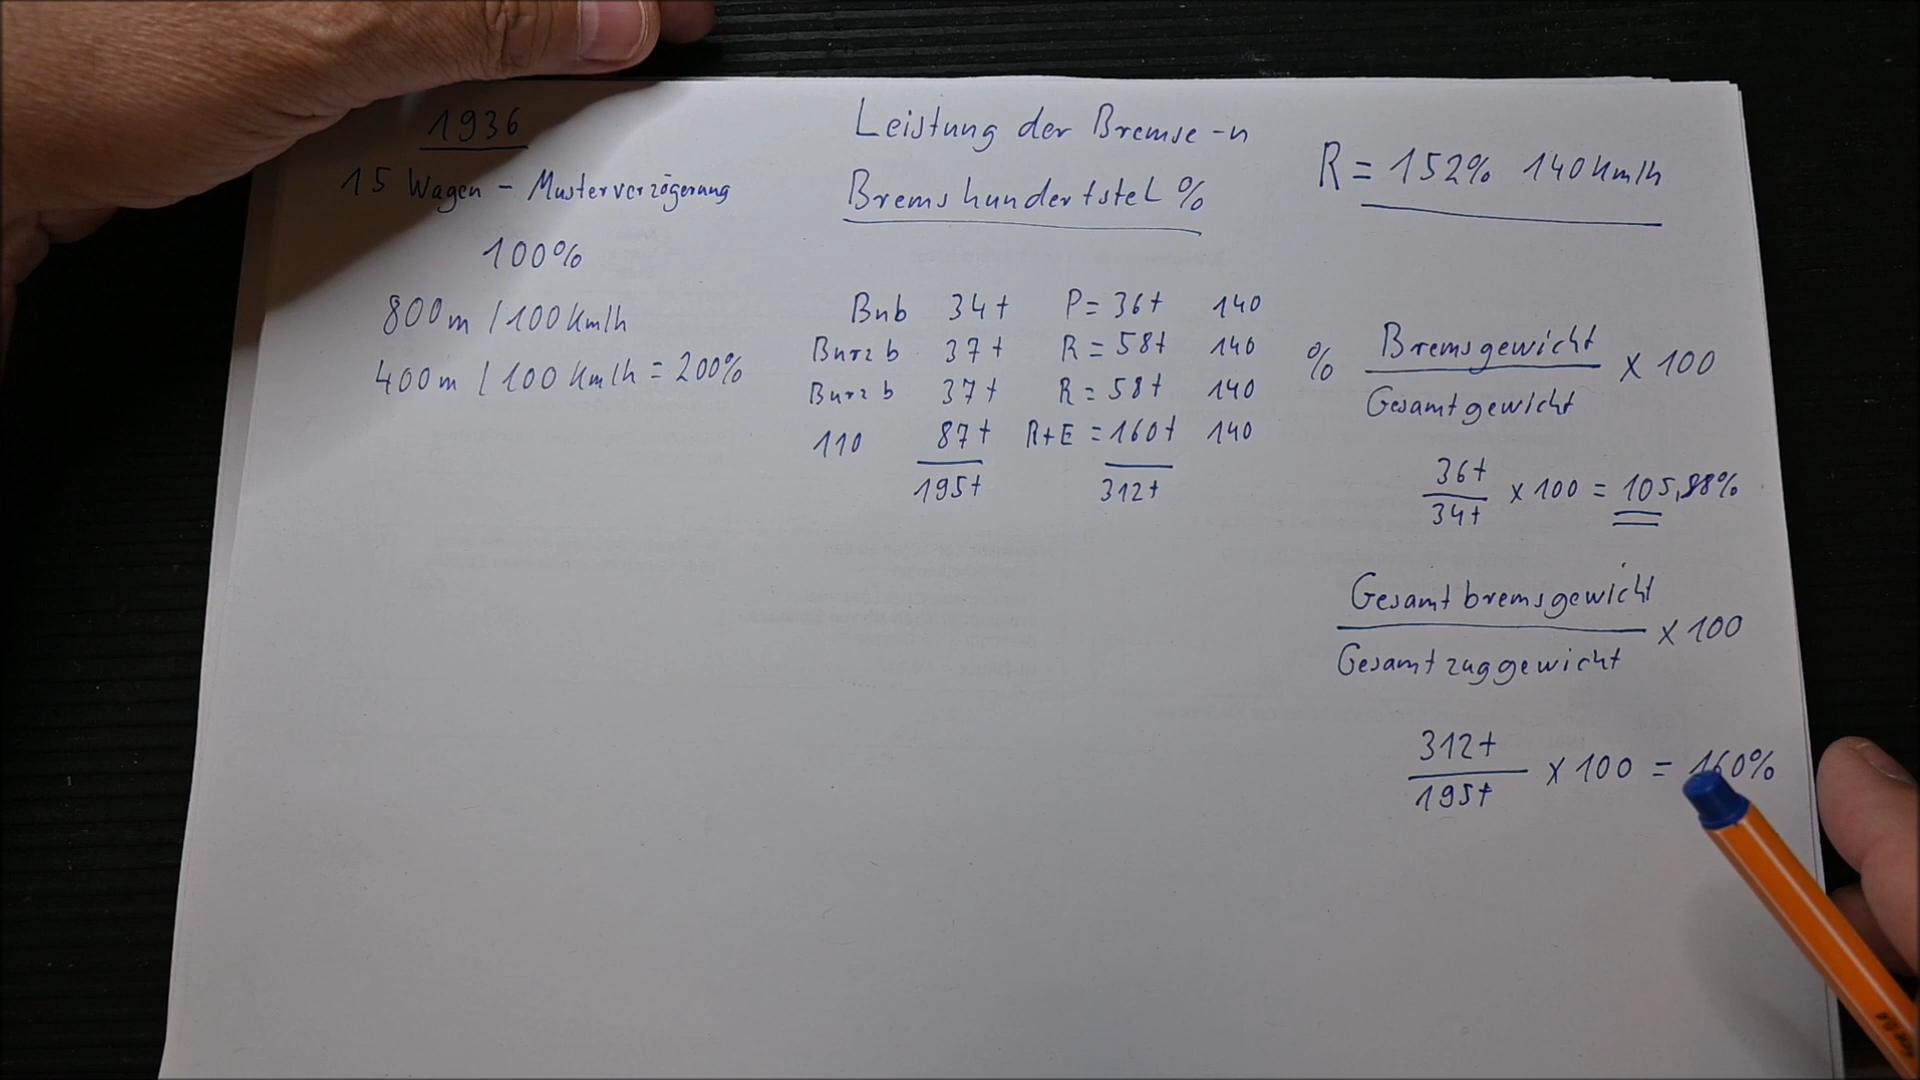 1936
15 Wagen - Musterverzögerung
100%
800m / 100 Km/h
400m / 100 Km/h = 200%
Leistung der Bremse -n
Bremshundertstel %
Bnb 34t P= 36t 140
Burz b 37t R= 58t 140
Burz b 37t R= 58t 140
110 87t R+E = 160t 140
195t 312t
R= 152% 140 Km/h
% Bremsgewicht x 100
Gesamtgewicht
36t x 100 = 105,88%
34t
Gesamtbremsgewicht x 100
Gesamtzuggewicht
312t x 100 = 160%
195t